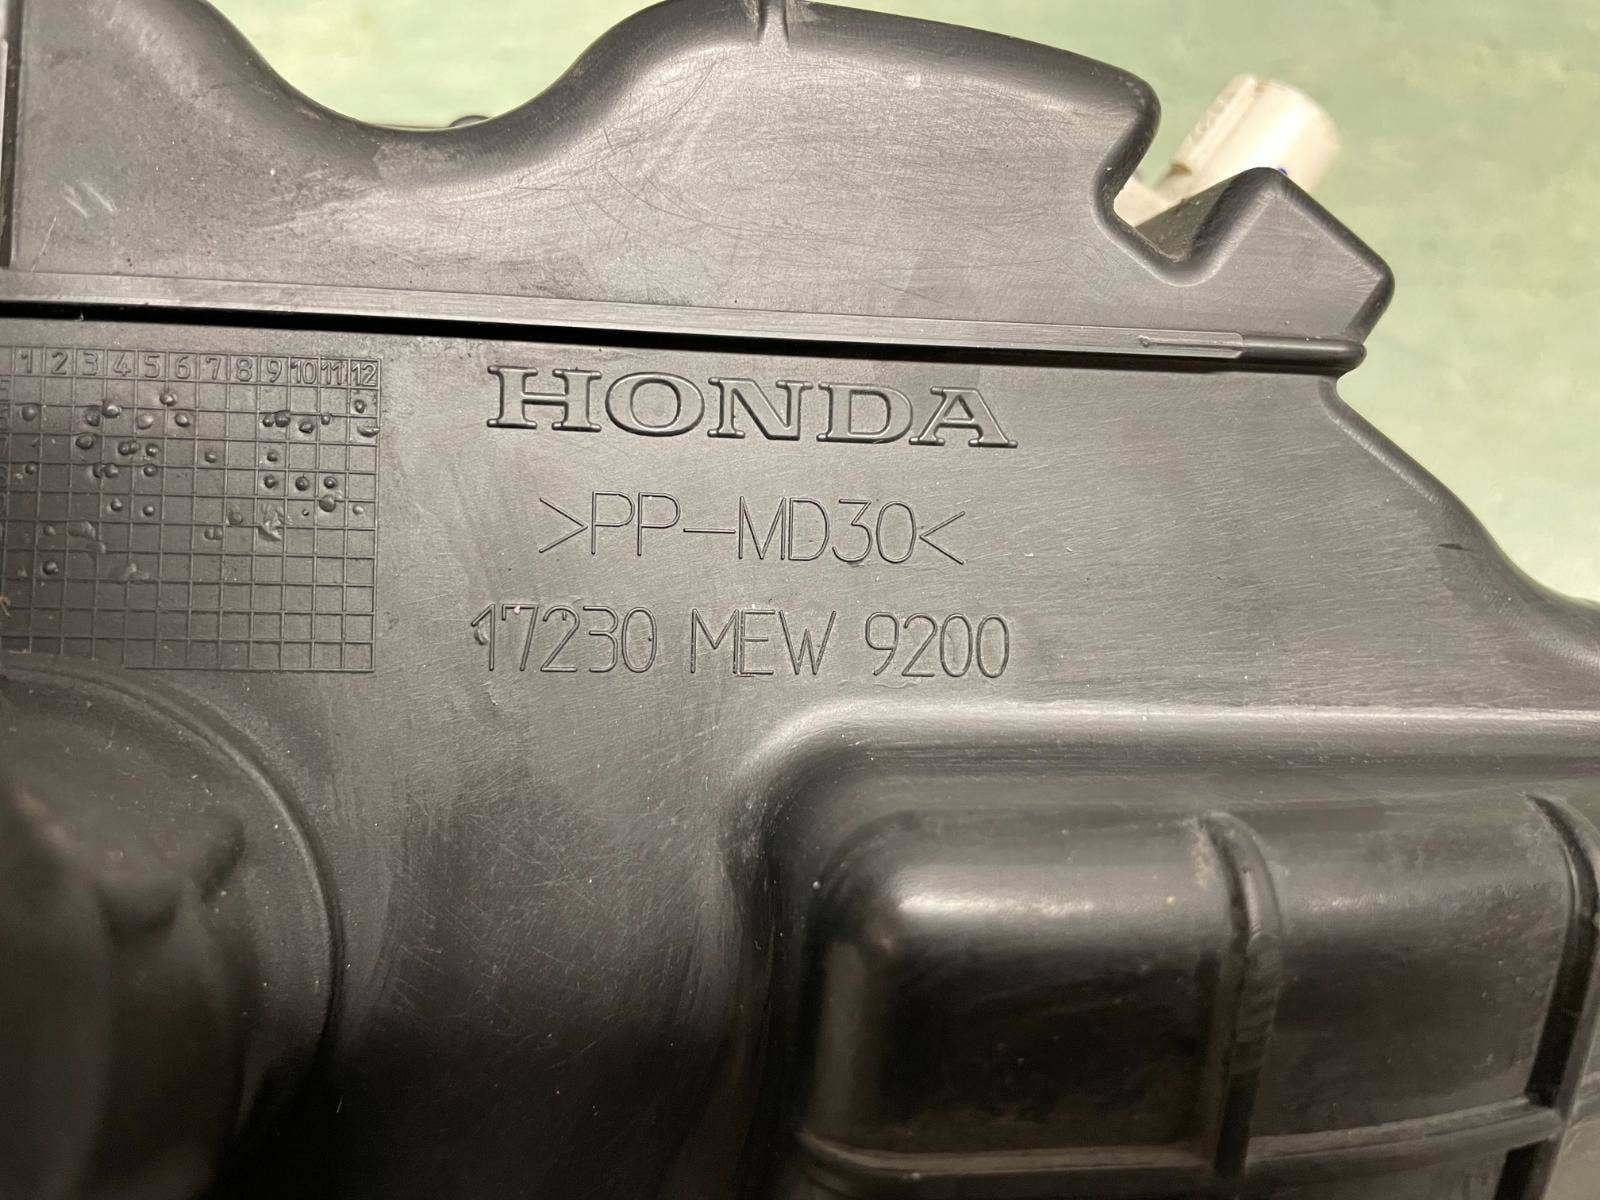 1 2 3 4 5 6 7 8 9 10 11 12
HONDA
>PP-MD30<
17230 MEW 9200